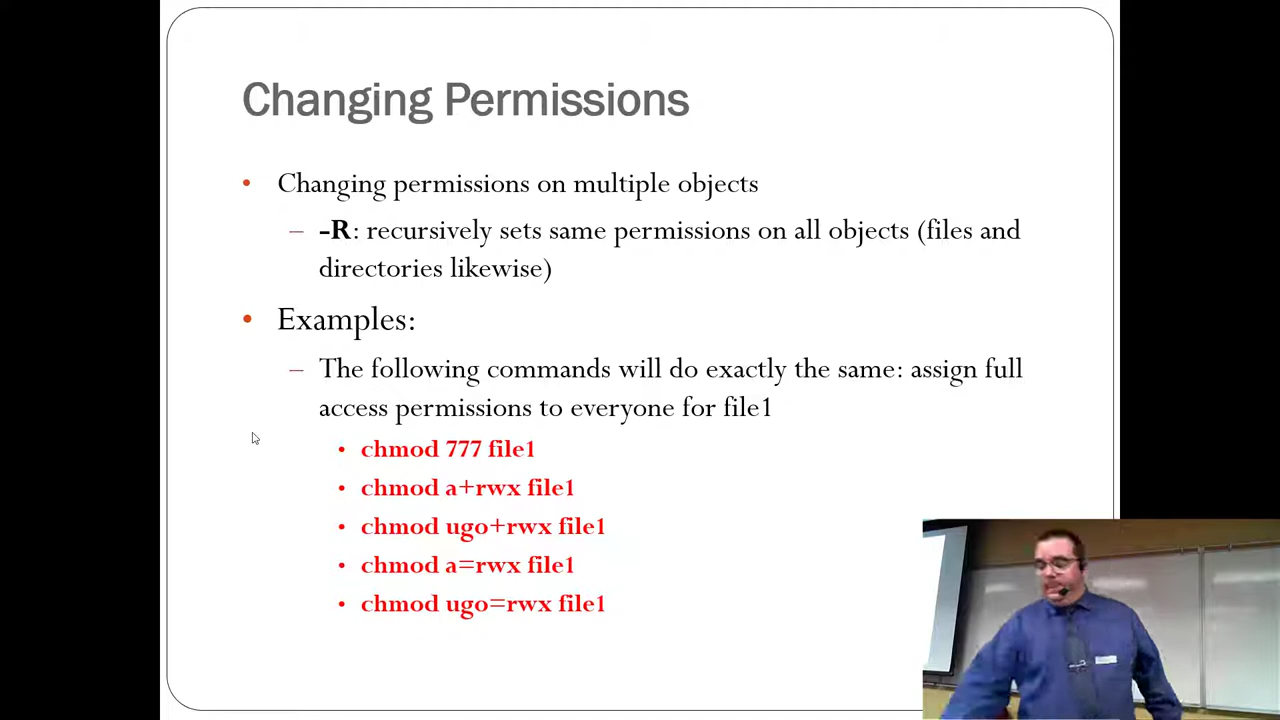 Changing Permissions
• Changing permissions on multiple objects
– -R: recursively sets same permissions on all objects (files and
directories likewise)
• Examples:
– The following commands will do exactly the same: assign full
access permissions to everyone for file1
• chmod 777 file1
• chmod a+rwx file1
• chmod ugo+rwx file1
• chmod a=rwx file1
• chmod ugo=rwx file1